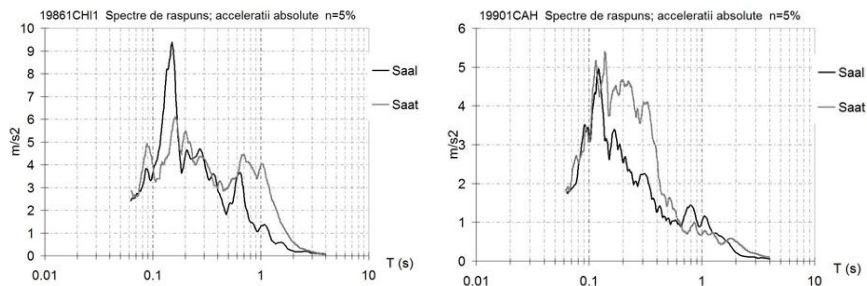 19861CHI1 Spectre de raspuns; acceleratii absolute n=5%
10
9
8
7
6
5
4
3
2
1
0
m/s2
Saal
Saat
0.01 0.1 1 10
T (s)
19901CAH Spectre de raspuns; acceleratii absolute n=5%
6
5
4
3
2
1
0
m/s2
Saal
Saat
0.01 0.1 1 10
T (s)